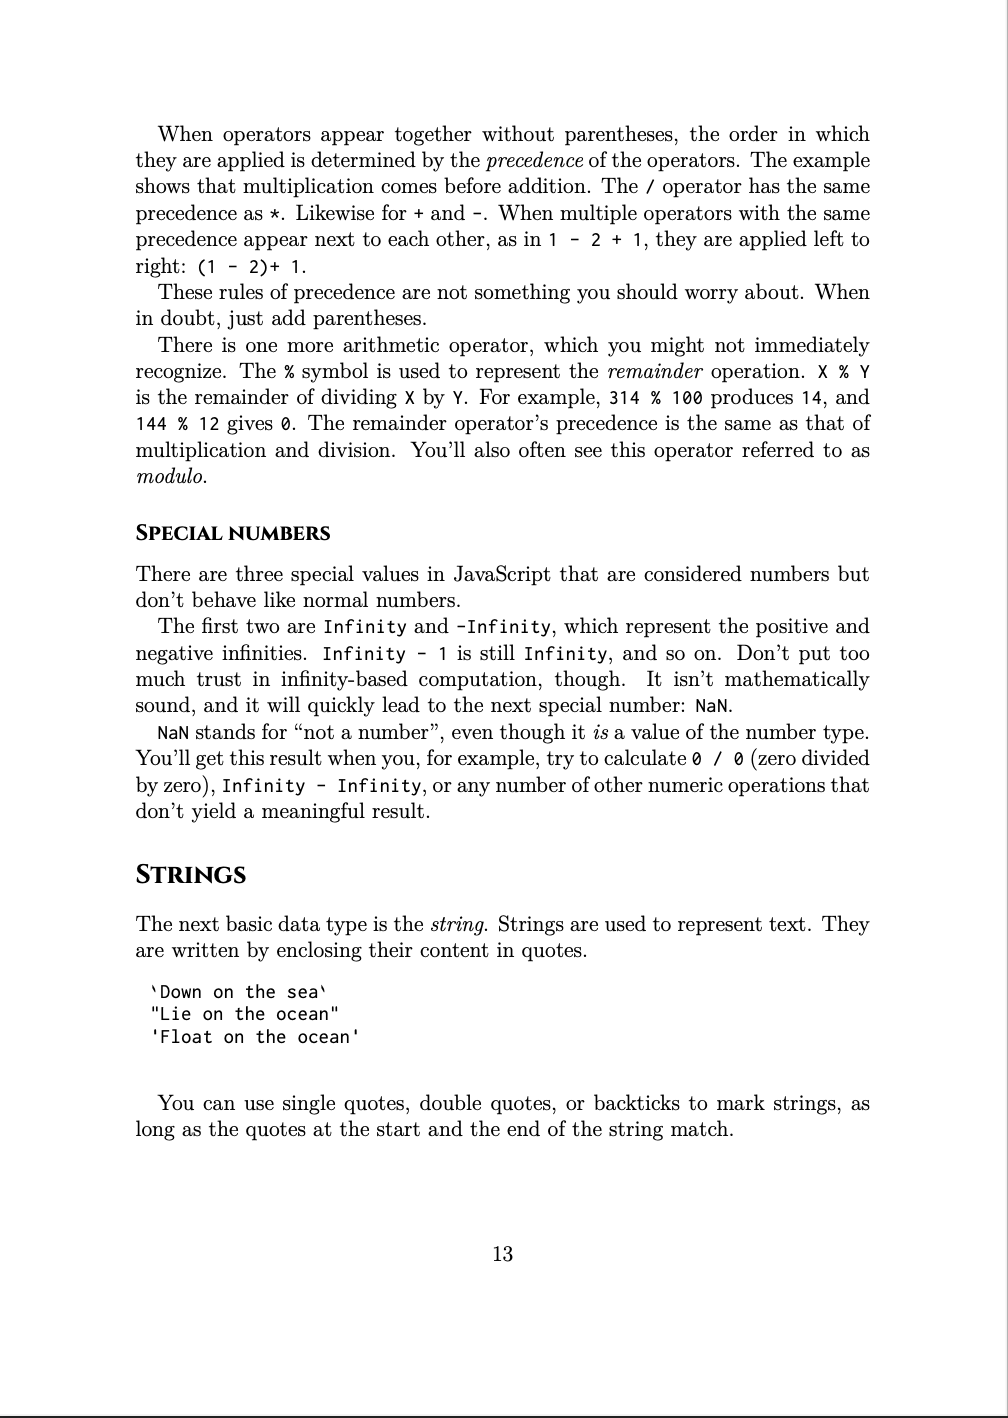 When operators appear together without parentheses, the order in which
they are applied is determined by the precedence of the operators. The example
shows that multiplication comes before addition. The / operator has the same
precedence as *. Likewise for + and -. When multiple operators with the same
precedence appear next to each other, as in 1 - 2 + 1, they are applied left to
right: (1 - 2)+ 1.
These rules of precedence are not something you should worry about. When
in doubt, just add parentheses.
There is one more arithmetic operator, which you might not immediately
recognize. The % symbol is used to represent the remainder operation. X % Y
is the remainder of dividing X by Y. For example, 314 % 100 produces 14, and
144 % 12 gives 0. The remainder operator's precedence is the same as that of
multiplication and division. You'll also often see this operator referred to as
modulo.
Special numbers
There are three special values in JavaScript that are considered numbers but
don't behave like normal numbers.
The first two are Infinity and -Infinity, which represent the positive and
negative infinities. Infinity - 1 is still Infinity, and so on. Don't put too
much trust in infinity-based computation, though. It isn't mathematically
sound, and it will quickly lead to the next special number: NaN.
NaN stands for “not a number”, even though it is a value of the number type.
You'll get this result when you, for example, try to calculate 0 / 0 (zero divided
by zero), Infinity - Infinity, or any number of other numeric operations that
don't yield a meaningful result.
Strings
The next basic data type is the string. Strings are used to represent text. They
are written by enclosing their content in quotes.
`Down on the sea`
"Lie on the ocean"
'Float on the ocean'
You can use single quotes, double quotes, or backticks to mark strings, as
long as the quotes at the start and the end of the string match.
13